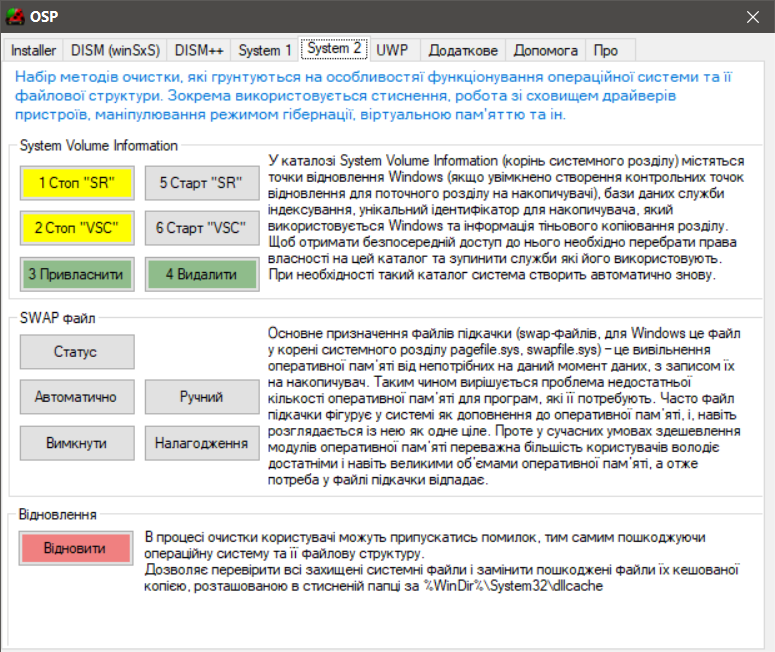 OSP
Installer DISM (winSxS) DISM++ System 1 System 2 UWP Додаткове Допомога Про
Набір методів очистки, які грунтуються на особливостяї функціонування операційної системи та її
файлової структури. Зокрема використовується стиснення, робота зі сховищем драйверів
пристроїв, маніпулювання режимом гібернації, віртуальною пам'яттю та ін.
System Volume Information
1 Стоп "SR"
5 Старт "SR"
2 Стоп "VSC"
6 Старт "VSC"
3 Привласнити
4 Видалити
У каталозі System Volume Information (корінь системного розділу) містяться
точки відновлення Windows (якщо увімкнено створення контрольних точок
відновлення для поточного розділу на накопичувачі), бази даних служби
індексування, унікальний ідентифікатор для накопичувача, який
використовується Windows та інформація тіньового копіювання розділу.
Щоб отримати безпосередній доступ до нього необхідно перебрати права
власності на цей каталог та зупинити служби які його використовують.
При необхідності такий каталог система створить автоматично знову.
SWAP файл
Статус
Автоматично
Ручний
Вимкнути
Налагодження
Основне призначення файлів підкачки (swap-файлів, для Windows це файл
у корені системного розділу pagefile.sys, swapfile.sys) – це вивільнення
оперативної пам'яті від непотрібних на даний момент даних, з записом їх
на накопичувач. Таким чином вирішується проблема недостатньої
кількості оперативної пам'яті для програм, які її потребують. Часто файл
підкачки фігурує у системі як доповнення до оперативної пам'яті, і, навіть
розглядається із нею як одне ціле. Проте у сучасних умовах здешевлення
модулів оперативної пам'яті переважна більшість користувачів володіє
достатніми і навіть великими об'ємами оперативної пам'яті, а отже
потреба у файлі підкачки відпадає.
Відновлення
Відновити
В процесі очистки користувачі можуть припускатись помилок, тим самим пошкоджуючи
операційну систему та її файлову структуру.
Дозволяє перевірити всі захищені системні файли і замінити пошкоджені файли їх кешованої
копією, розташованою в стисненій папці за %WinDir%\System32\dllcache